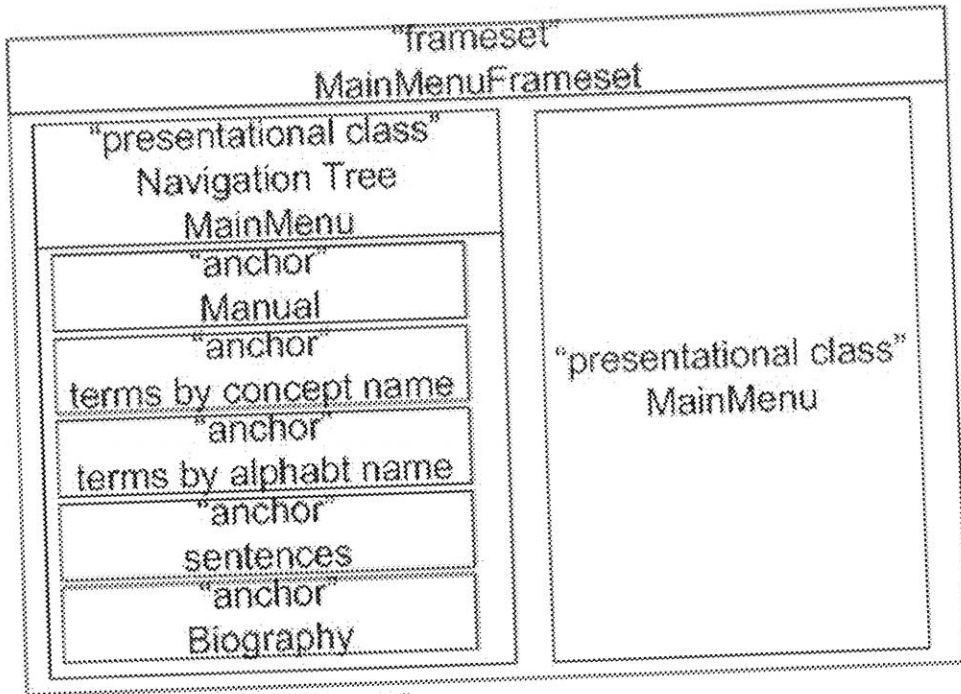 “frameset”
MainMenuFrameset
“presentational class”
Navigation Tree
MainMenu
“anchor”
Manual
“anchor”
terms by concept name
“anchor”
terms by alphabt name
“anchor”
sentences
“anchor”
Biography
“presentational class”
MainMenu